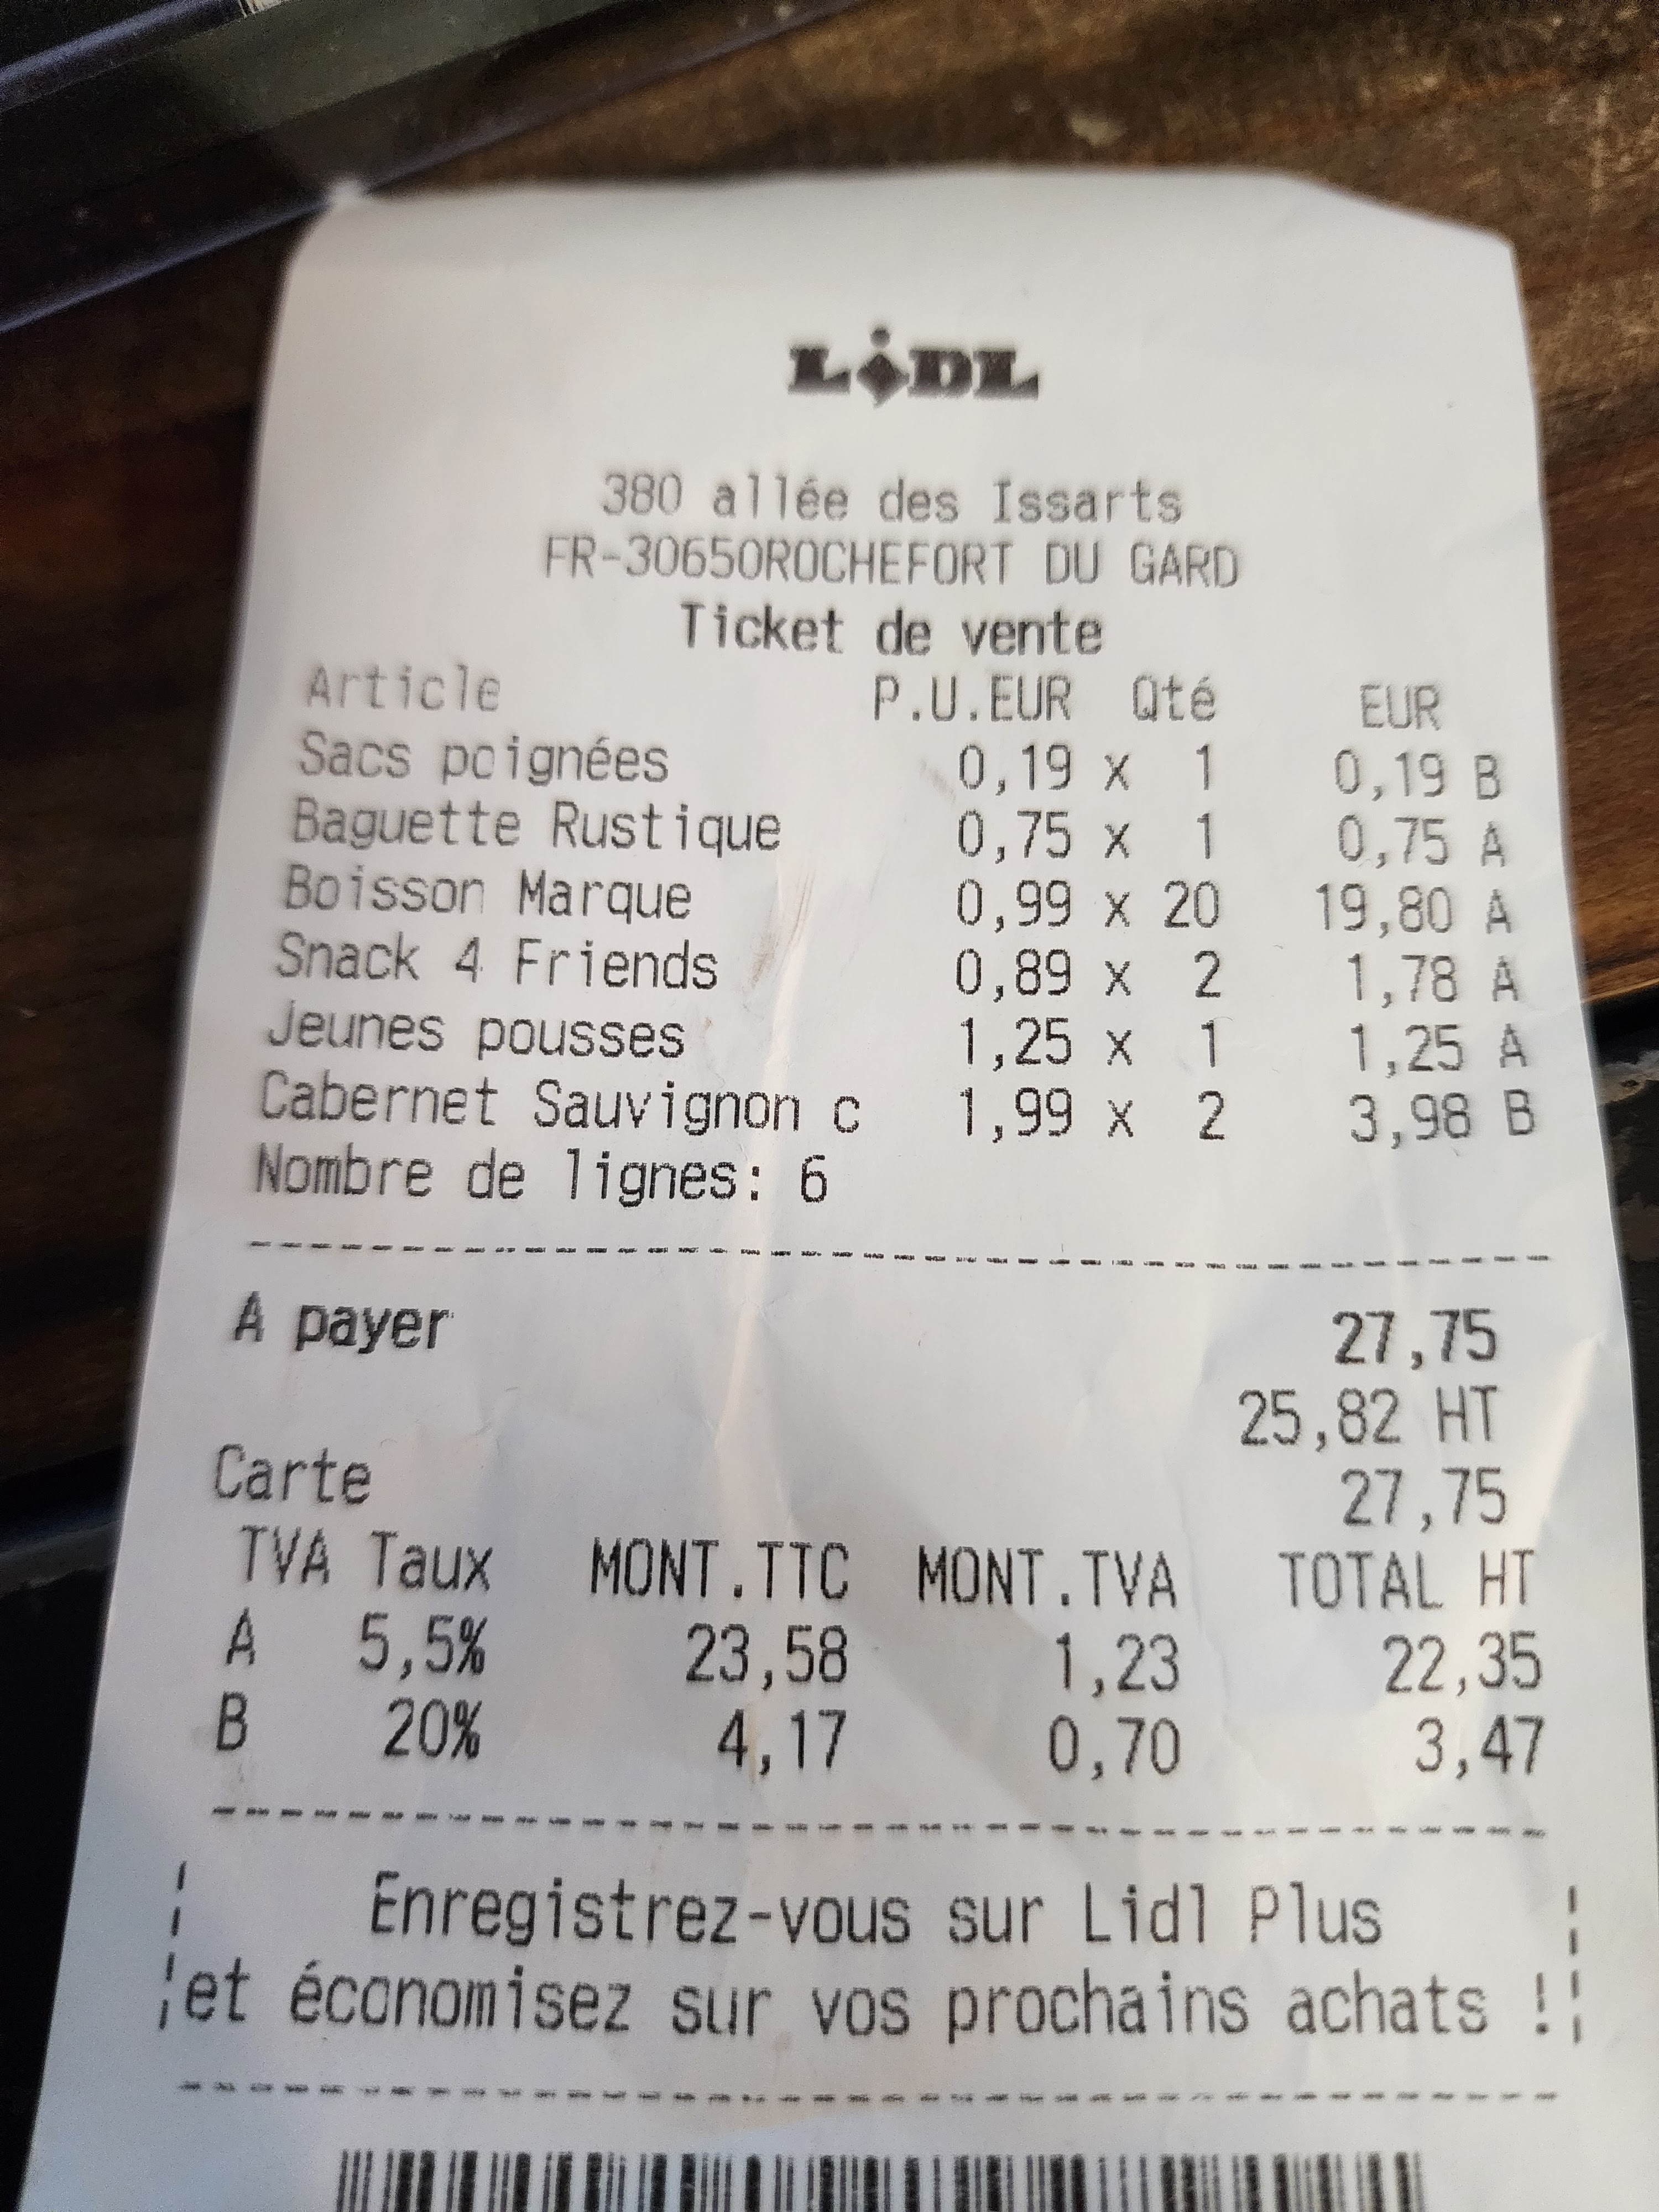 LiDL
380 allée des Issarts
FR-30650ROCHEFORT DU GARD
Ticket de vente
Article P.U.EUR Qté EUR
Sacs poignées 0,19 x 1 0,19 B
Baguette Rustique 0,75 x 1 0,75 A
Boisson Marque 0,99 x 20 19,80 A
Snack 4 Friends 0,89 x 2 1,78 A
Jeunes pousses 1,25 x 1 1,25 A
Cabernet Sauvignon c 1,99 x 2 3,98 B
Nombre de lignes: 6
A payer 27,75
25,82 HT
Carte 27,75
TVA Taux MONT.TTC MONT.TVA TOTAL HT
A 5,5% 23,58 1,23 22,35
B 20% 4,17 0,70 3,47
Enregistrez-vous sur Lidl Plus
et économisez sur vos prochains achats !